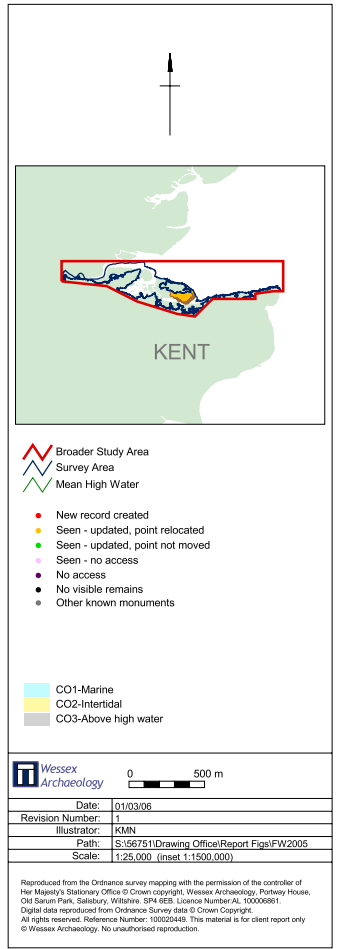 KENT
Broader Study Area
Survey Area
Mean High Water
New record created
Seen - updated, point relocated
Seen - updated, point not moved
Seen - no access
No access
No visible remains
Other known monuments
CO1-Marine
CO2-Intertidal
CO3-Above high water
Wessex
Archaeology
0 500 m
Date: 01/03/06
Revision Number: 1
Illustrator: KMN
Path: S:\56751\Drawing Office\Report Figs\FW2005
Scale: 1:25,000 (inset 1:1500,000)
Reproduced from the Ordnance survey mapping with the permission of the controller of
Her Majesty's Stationary Office © Crown copyright, Wessex Archaeology, Portway House,
Old Sarum Park, Salisbury, Wiltshire. SP4 6EB. Licence Number:AL 100006861.
Digital data reproduced from Ordnance Survey data © Crown Copyright.
All rights reserved. Reference Number: 100020449. This material is for client report only
© Wessex Archaeology. No unauthorised reproduction.